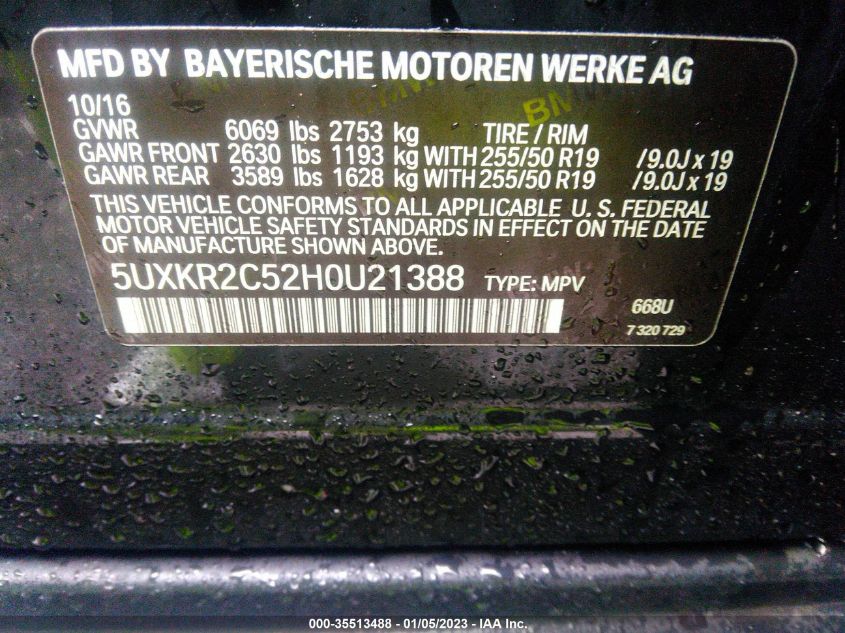 MFD BY BAYERISCHE MOTOREN WERKE AG
10/16
GVWR 6069 lbs 2753 kg TIRE / RIM
GAWR FRONT 2630 lbs 1193 kg WITH 255/50 R19 /9.0J x 19
GAWR REAR 3589 lbs 1628 kg WITH 255/50 R19 /9.0J x 19
THIS VEHICLE CONFORMS TO ALL APPLICABLE U. S. FEDERAL
MOTOR VEHICLE SAFETY STANDARDS IN EFFECT ON THE DATE
OF MANUFACTURE SHOWN ABOVE.
5UXKR2C52H0U21388 TYPE: MPV
668U
7 320 729
000-35513488 - 01/05/2023 - IAA Inc.